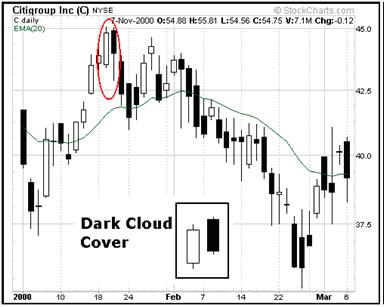 Citigroup Inc (C) NYSE © StockCharts.com
C daily 7-Nov-2000 O:54.88 H:55.81 L:54.56 C:54.75 V:7.1M Chg:-0.12
EMA(20)
45.0
42.5
40.0
37.5
Dark Cloud
Cover
2000 10 18 24 Feb 7 14 22 Mar 6